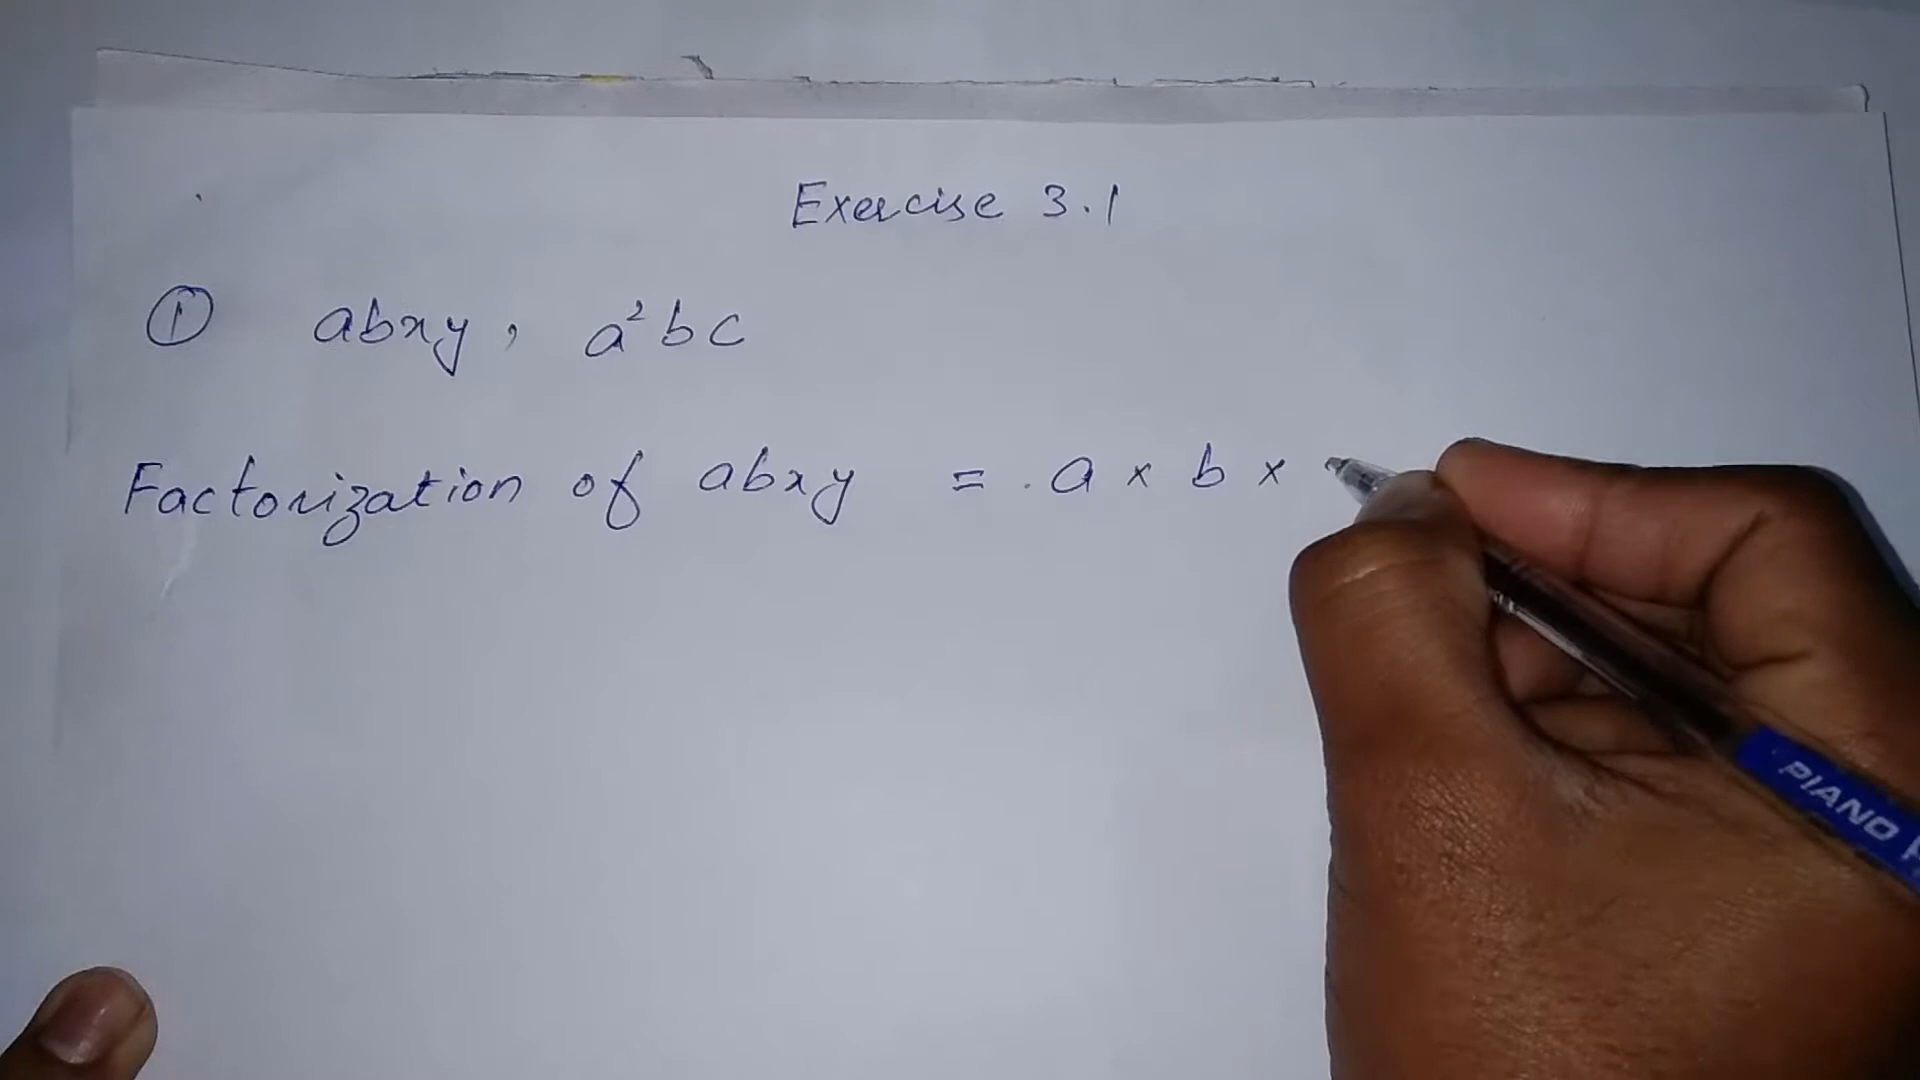 Exercise 3.1
① abxy, a²bc
Factorization of abxy = a × b ×
PIANO